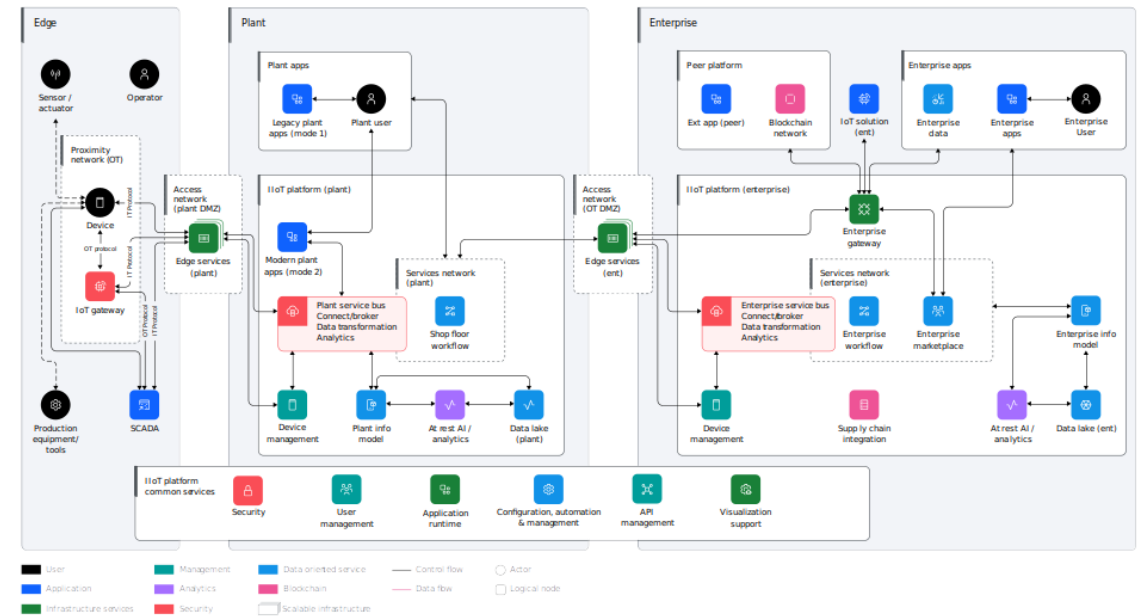 Edge
Plant
Enterprise
Sensor /
actuator
Operator
Proximity
network (OT)
Device
OT protocol
IoT gateway
IT Protocol
IT Protocol
OT Protocol
IT Protocol
Production
equipment/
tools
SCADA
Access
network
(plant DMZ)
Edge services
(plant)
Plant apps
Legacy plant
apps (mode 1)
Plant user
IIoT platform (plant)
Modern plant
apps (mode 2)
Plant service bus
Connect/broker
Data transformation
Analytics
Services network
(plant)
Shop floor
workflow
Device
management
Plant info
model
At rest AI /
analytics
Data lake
(plant)
Access
network
(OT DMZ)
Edge services
(ent)
Peer platform
Ext app (peer)
Blockchain
network
IoT solution
(ent)
Enterprise apps
Enterprise
data
Enterprise
apps
Enterprise
User
IIoT platform (enterprise)
Enterprise
gateway
Services network
(enterprise)
Enterprise service bus
Connect/broker
Data transformation
Analytics
Enterprise
workflow
Enterprise
marketplace
Enterprise info
model
Device
management
Supply chain
integration
At rest AI /
analytics
Data lake (ent)
IIoT platform
common services
Security
User
management
Application
runtime
Configuration, automation
& management
API
management
Visualization
support
User
Management
Data oriented service
Control flow
Actor
Application
Analytics
Blockchain
Data flow
Logical node
Infrastructure services
Security
Scalable infrastructure